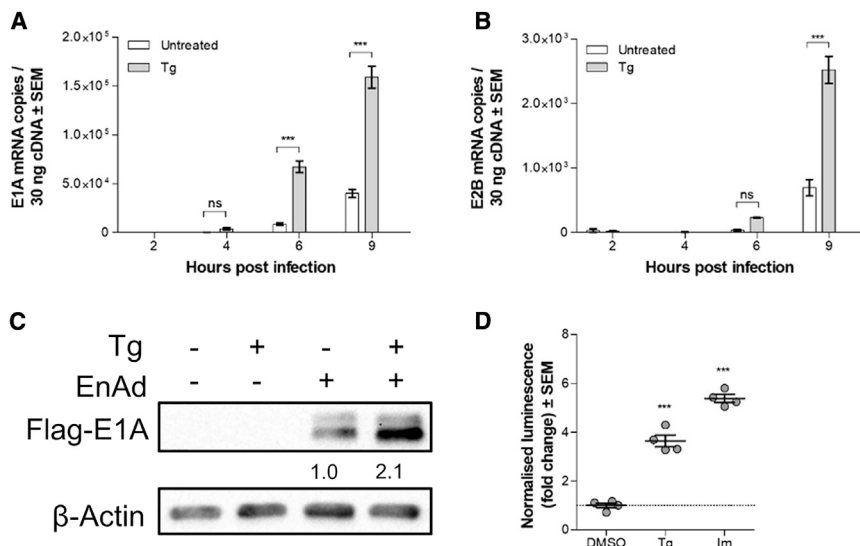 A
E1A mRNA copies /
30 ng cDNA ± SEM
2.0×10⁵
1.5×10⁵
1.0×10⁵
5.0×10⁴
0
Untreated
Tg
ns
***
***
2 4 6 9
Hours post infection
B
E2B mRNA copies /
30 ng cDNA ± SEM
3.0×10³
2.0×10³
1.0×10³
0
Untreated
Tg
ns
***
2 4 6 9
Hours post infection
C
Tg - + - +
EnAd - - + +
Flag-E1A
1.0 2.1
β-Actin
D
Normalised luminescence
(fold change) ± SEM
8
6
4
2
0
***
***
DMSO Tg Im